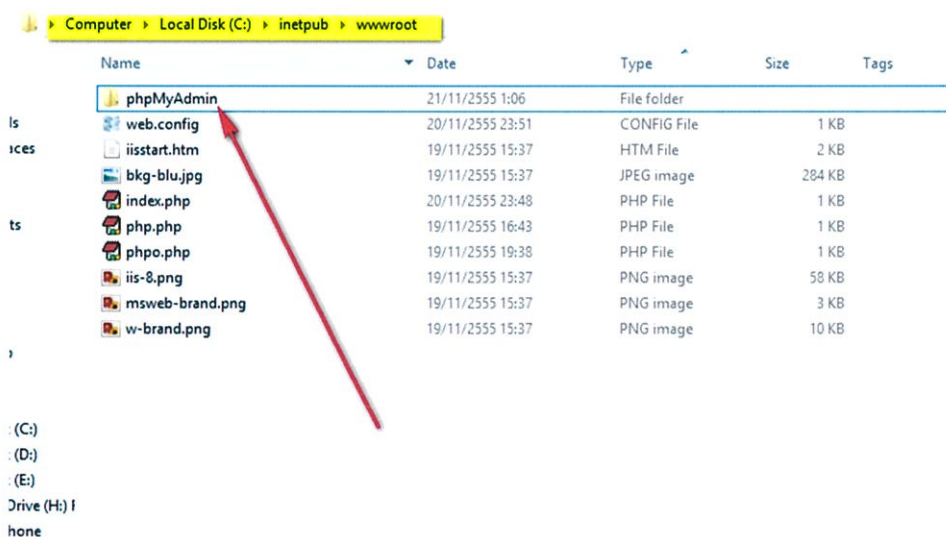 Computer Local Disk (C:) inetpub wwwroot
Name Date Type Size Tags
phpMyAdmin 21/11/2555 1:06 File folder
web.config 20/11/2555 23:51 CONFIG File 1 KB
iisstart.htm 19/11/2555 15:37 HTM File 2 KB
bkg-blu.jpg 19/11/2555 15:37 JPEG image 284 KB
index.php 20/11/2555 23:48 PHP File 1 KB
php.php 19/11/2555 16:43 PHP File 1 KB
phpo.php 19/11/2555 19:38 PHP File 1 KB
iis-8.png 19/11/2555 15:37 PNG image 58 KB
msweb-brand.png 19/11/2555 15:37 PNG image 3 KB
w-brand.png 19/11/2555 15:37 PNG image 10 KB
ls
aces
ts
(C:)
(D:)
(E:)
Drive (H:)
hone